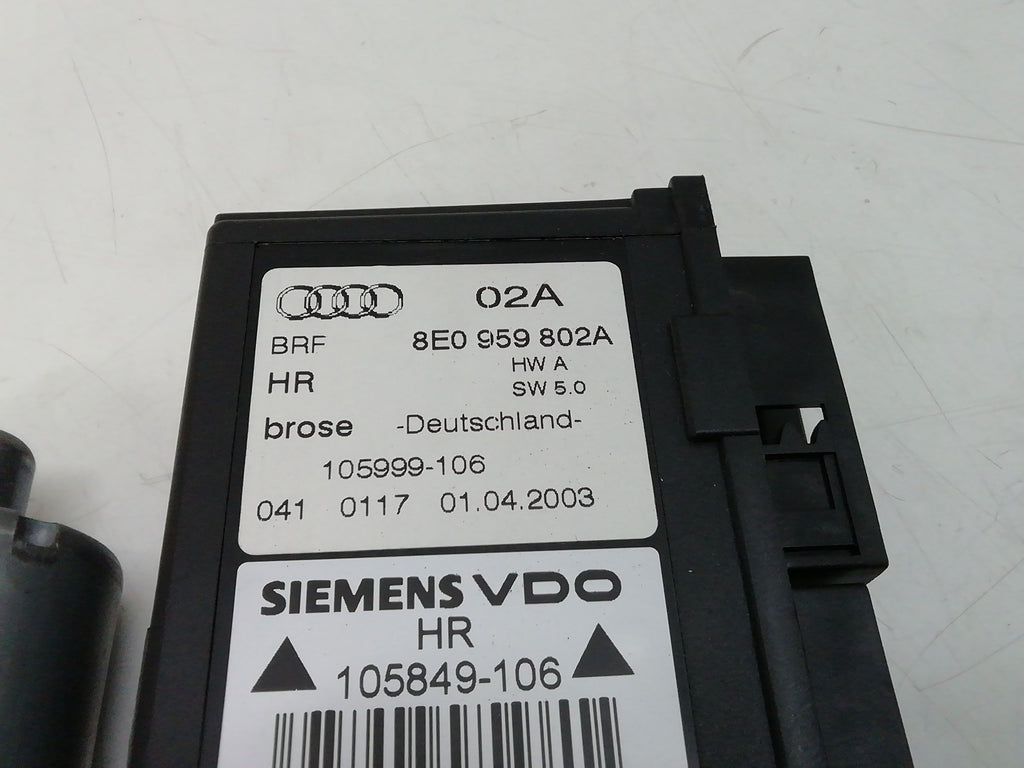 02A
BRF 8E0 959 802A
HR HW A
SW 5.0
brose -Deutschland-
105999-106
041 0117 01.04.2003
SIEMENS VDO
HR
105849-106